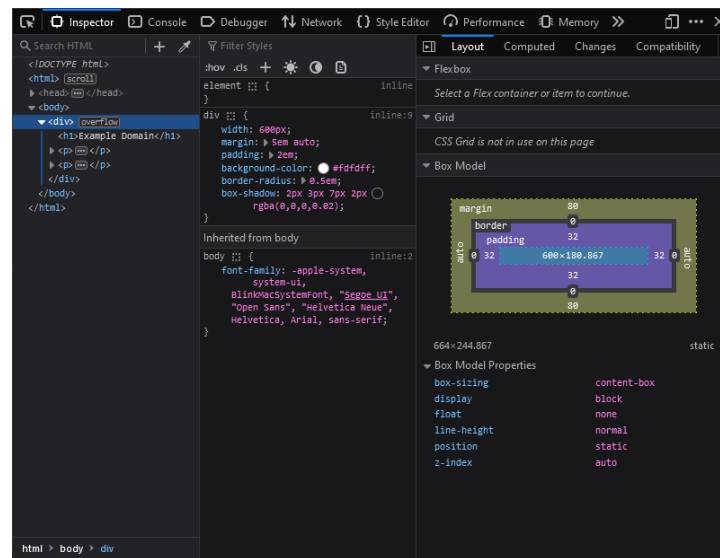 Inspector Console Debugger Network Style Editor Performance Memory
Search HTML
<!DOCTYPE html>
<html> scroll
<head> </head>
<body>
<div> overflow
<h1>Example Domain</h1>
<p> </p>
<p> </p>
</div>
</body>
</html>
html > body > div
Filter Styles
:hov .cls
element { inline
}
div { inline:9
width: 600px;
margin: 5em auto;
padding: 2em;
background-color: #fdfdff;
border-radius: 0.5em;
box-shadow: 2px 3px 7px 2px
rgba(0,0,0,0.02);
}
Inherited from body
body { inline:2
font-family: -apple-system,
system-ui,
BlinkMacSystemFont, "Segoe UI",
"Open Sans", "Helvetica Neue",
Helvetica, Arial, sans-serif;
}
Layout Computed Changes Compatibility
Flexbox
Select a Flex container or item to continue.
Grid
CSS Grid is not in use on this page
Box Model
margin 80
border 0
padding 32
auto 0 32 600×180.867 32 0 auto
32
0
80
664×244.867 static
Box Model Properties
box-sizing content-box
display block
float none
line-height normal
position static
z-index auto